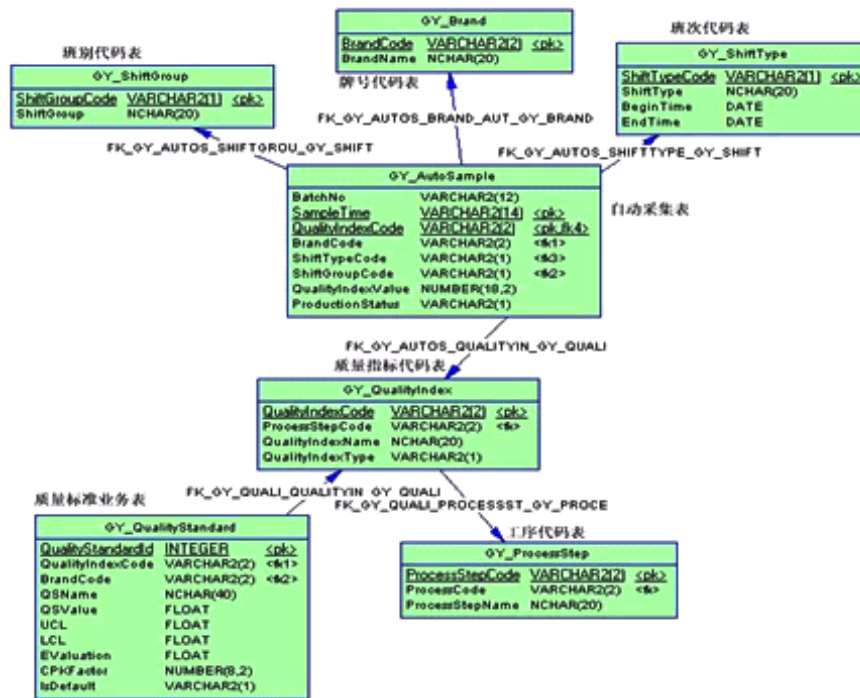 班别代码表
GY_ShiftGroup
ShiftGroupCode VARCHAR2(1) <pk>
ShiftGroup NCHAR(20)
GY_Brand
BrandCode VARCHAR2(2) <pk>
BrandName NCHAR(20)
牌号代码表
班次代码表
GY_ShiftType
ShiftTypeCode VARCHAR2(1) <pk>
ShiftType NCHAR(20)
BeginTime DATE
EndTime DATE
FK_GY_AUTOS_BRAND_AUT_GY_BRAND
FK_GY_AUTOS_SHIFTGROU_GY_SHIFT
FK_GY_AUTOS_SHIFTTYPE_GY_SHIFT
GY_AutoSample
BatchNo VARCHAR2(12)
SampleTime VARCHAR2(14) <pk>
QualityIndexCode VARCHAR2(2) <pk,fk4>
BrandCode VARCHAR2(2) <fk1>
ShiftTypeCode VARCHAR2(1) <fk3>
ShiftGroupCode VARCHAR2(1) <fk2>
QualityIndexValue NUMBER(18,2)
ProductionStatus VARCHAR2(1)
自动采集表
FK_GY_AUTOS_QUALITYIN_GY_QUALI
质量指标代码表
GY_QualityIndex
QualityIndexCode VARCHAR2(2) <pk>
ProcessStepCode VARCHAR2(2) <fk>
QualityIndexName NCHAR(20)
QualityIndexType VARCHAR2(1)
质量标准业务表
FK_GY_QUALI_QUALITYIN_GY_QUALI
FK_GY_QUALI_PROCESSST_GY_PROCE
GY_QualityStandard
QualityStandardId INTEGER <pk>
QualityIndexCode VARCHAR2(2) <fk1>
BrandCode VARCHAR2(2) <fk2>
QSName NCHAR(40)
QSValue FLOAT
UCL FLOAT
LCL FLOAT
EValuation FLOAT
CPKFactor NUMBER(8,2)
IsDefault VARCHAR2(1)
工序代码表
GY_ProcessStep
ProcessStepCode VARCHAR2(2) <pk>
ProcessCode VARCHAR2(2) <fk>
ProcessStepName NCHAR(20)